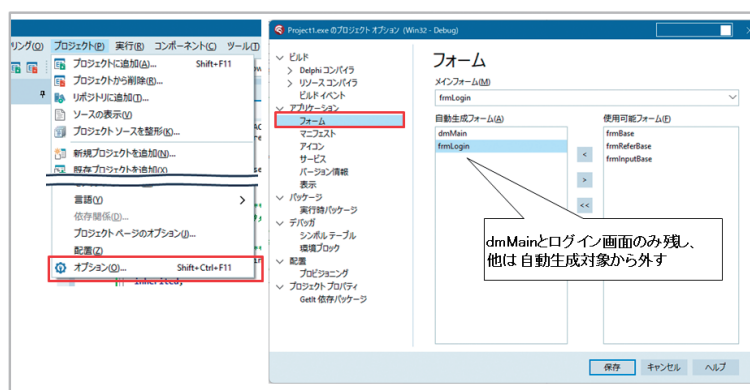 リング(O) プロジェクト(P) 実行(R) コンポーネント(C) ツール(T)
プロジェクトに追加(A)... Shift+F11
プロジェクトから削除(R)...
リポジトリに追加(T)...
ソースの表示(V)
プロジェクト ソースを整形(K)...
新規プロジェクトを追加(N)...
既存プロジェクトを追加(X)
言語(Y)
依存関係(D)...
プロジェクト ページのオプション(J)...
配置(Z)
オプション(O)... Shift+Ctrl+F11
inherited;
Project1.exe のプロジェクト オプション (Win32 - Debug)
ビルド
Delphi コンパイラ
リソース コンパイラ
ビルド イベント
アプリケーション
フォーム
マニフェスト
アイコン
サービス
バージョン情報
表示
パッケージ
実行時パッケージ
デバッガ
シンボル テーブル
環境ブロック
配置
プロビジョニング
プロジェクト プロパティ
GetIt 依存パッケージ
フォーム
メインフォーム(M)
frmLogin
自動生成フォーム(A)
dmMain
frmLogin
<
>
<<
使用可能フォーム(F)
frmBase
frmReferBase
frmInputBase
dmMainとログイン画面のみ残し、
他は 自動生成対象から外す
保存 キャンセル ヘルプ